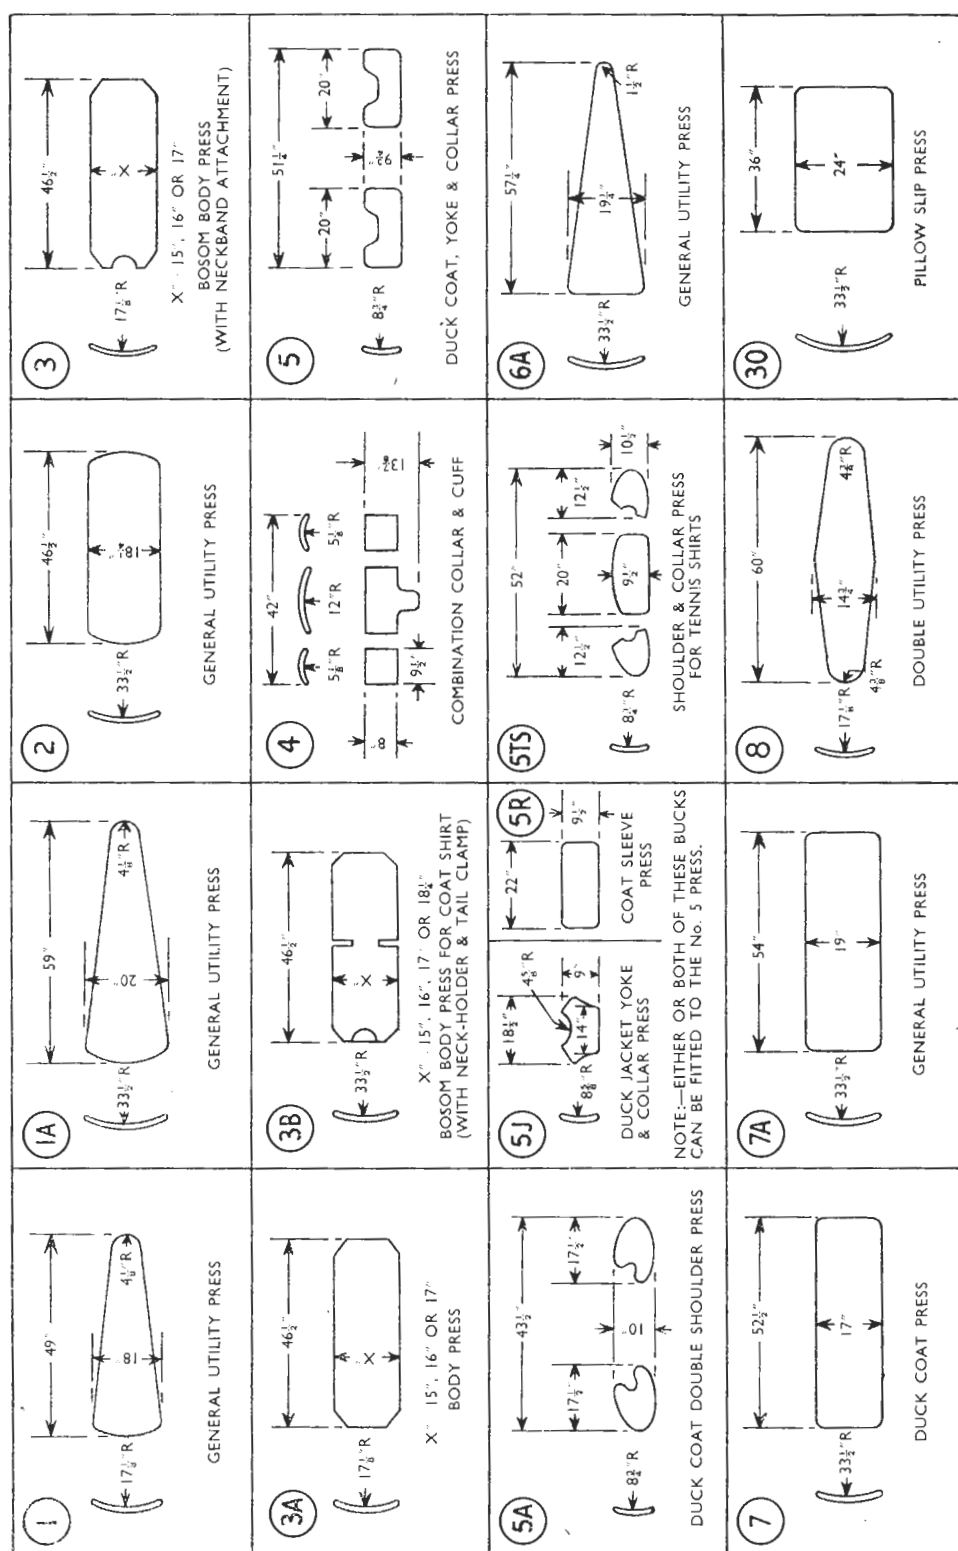 1
49"
17⅛"R
18"
4⅛"R
GENERAL UTILITY PRESS
1A
59"
33½"R
20"
4⅛"R
GENERAL UTILITY PRESS
2
46½"
33½"R
18¼"
GENERAL UTILITY PRESS
3
46½"
17⅛"R
X"
X" · 15", 16" OR 17"
BOSOM BODY PRESS
(WITH NECKBAND ATTACHMENT)
3A
46½"
17⅛"R
X"
X" 15", 16" OR 17"
BODY PRESS
3B
46½"
33½"R
X"
X" · 15", 16", 17" OR 18¼"
BOSOM BODY PRESS FOR COAT SHIRT
(WITH NECK-HOLDER & TAIL CLAMP)
4
42"
5⅛"R 12"R 5⅛"R
8"
9½"
13⅞"
COMBINATION COLLAR & CUFF
5
51¼"
20" 20"
8¾"R
9¾"
DUCK COAT, YOKE & COLLAR PRESS
5A
43½"
17½" 17½"
8¾"R
10"
DUCK COAT DOUBLE SHOULDER PRESS
5J
18½"
4⅝"R
14"
9"
8⅝"R
DUCK JACKET YOKE
& COLLAR PRESS
5R
22"
9½"
COAT SLEEVE
PRESS
NOTE:—EITHER OR BOTH OF THESE BUCKS
CAN BE FITTED TO THE No. 5 PRESS.
5TS
52"
12½" 20" 12½"
8¾"R
9½"
10½"
SHOULDER & COLLAR PRESS
FOR TENNIS SHIRTS
6A
57¼"
33½"R
19¼"
1½"R
GENERAL UTILITY PRESS
7
52½"
33½"R
17"
DUCK COAT PRESS
7A
54"
33½"R
19"
GENERAL UTILITY PRESS
8
60"
17⅛"R
14¾"
4⅜"R
4⅜"R
DOUBLE UTILITY PRESS
30
36"
33½"R
24"
PILLOW SLIP PRESS